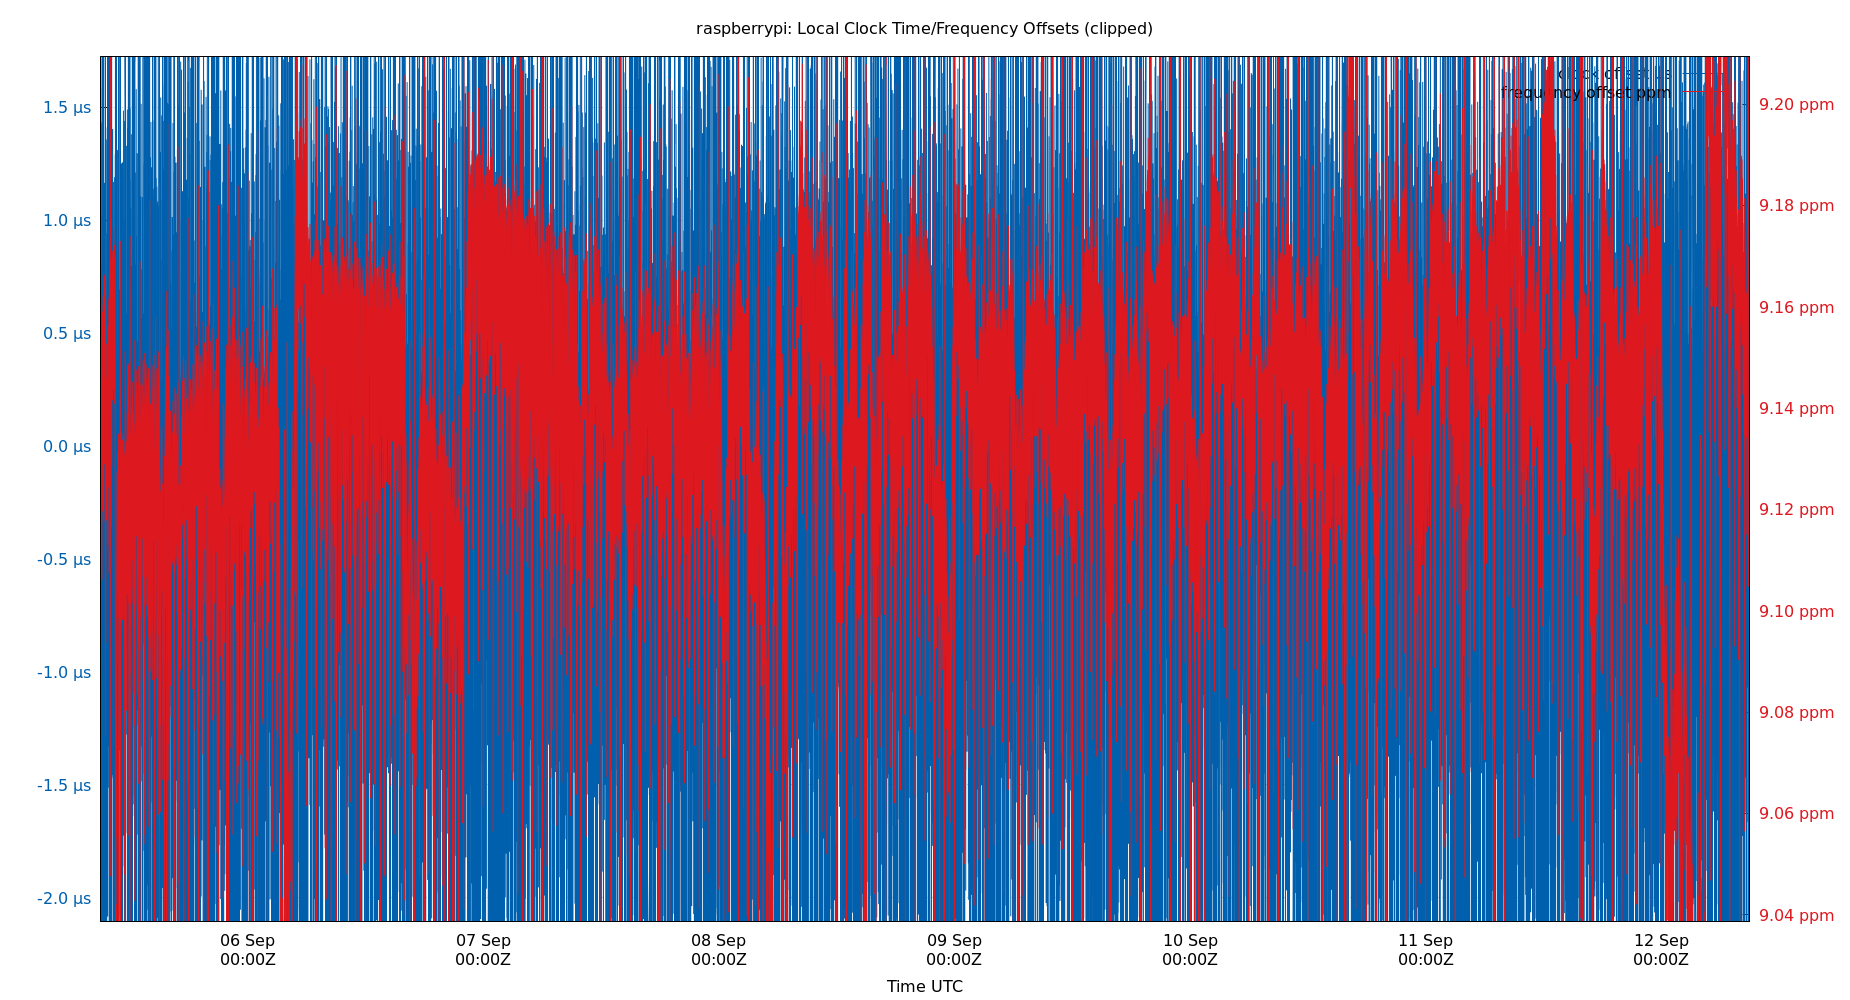 raspberrypi: Local Clock Time/Frequency Offsets (clipped)
clock offset µs
frequency offset ppm
1.5 µs
1.0 µs
0.5 µs
0.0 µs
-0.5 µs
-1.0 µs
-1.5 µs
-2.0 µs
9.20 ppm
9.18 ppm
9.16 ppm
9.14 ppm
9.12 ppm
9.10 ppm
9.08 ppm
9.06 ppm
9.04 ppm
06 Sep
00:00Z
07 Sep
00:00Z
08 Sep
00:00Z
09 Sep
00:00Z
10 Sep
00:00Z
11 Sep
00:00Z
12 Sep
00:00Z
Time UTC